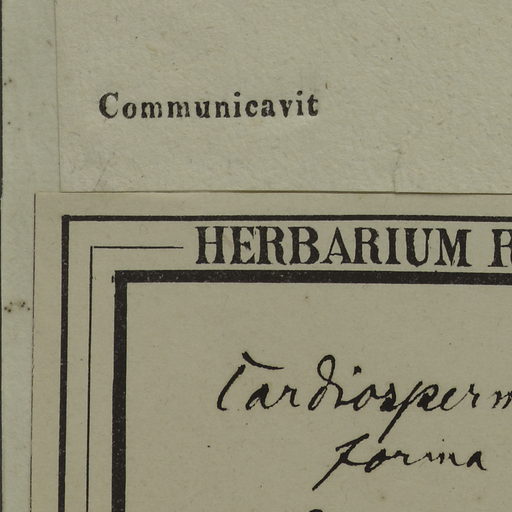 Communicavit
HERBARIUM R
Cardiosperm
forma